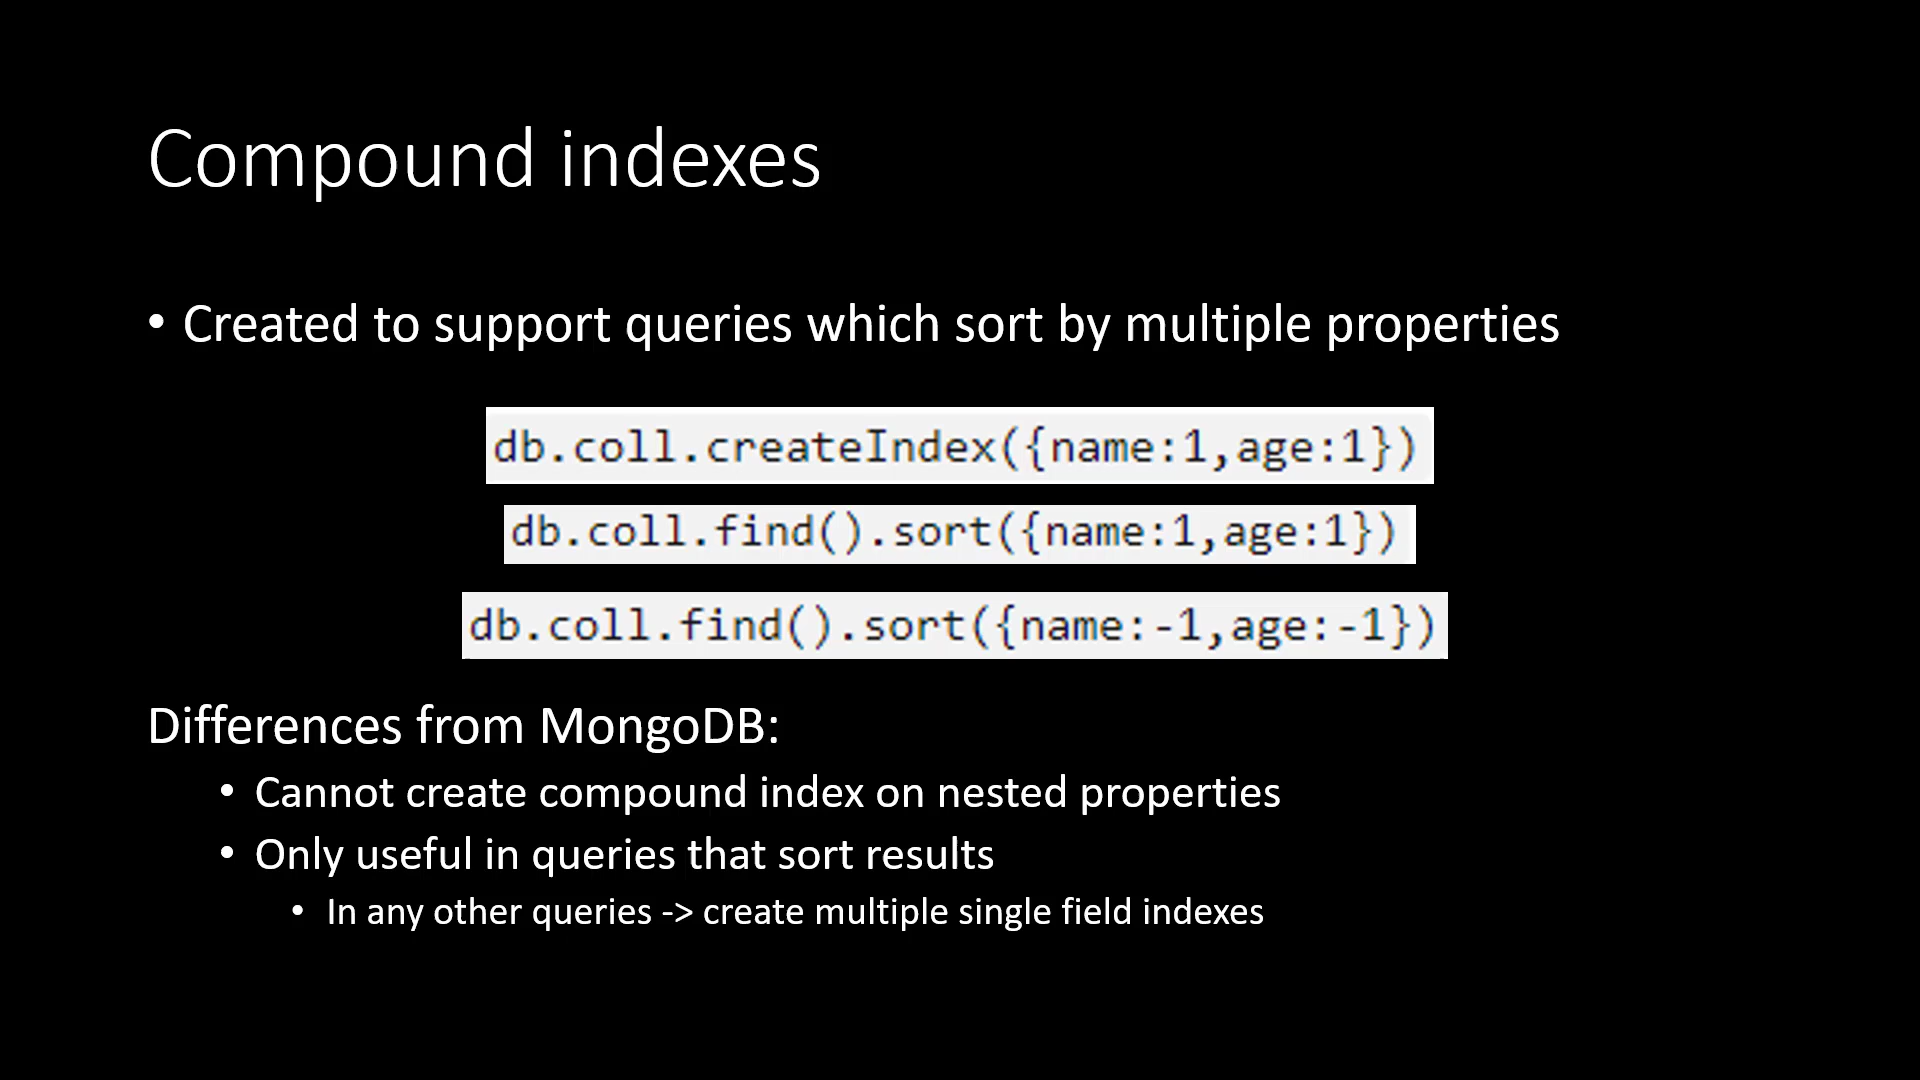 Compound indexes
• Created to support queries which sort by multiple properties
db.coll.createIndex({name:1,age:1})
db.coll.find().sort({name:1,age:1})
db.coll.find().sort({name:-1,age:-1})
Differences from MongoDB:
• Cannot create compound index on nested properties
• Only useful in queries that sort results
• In any other queries -> create multiple single field indexes